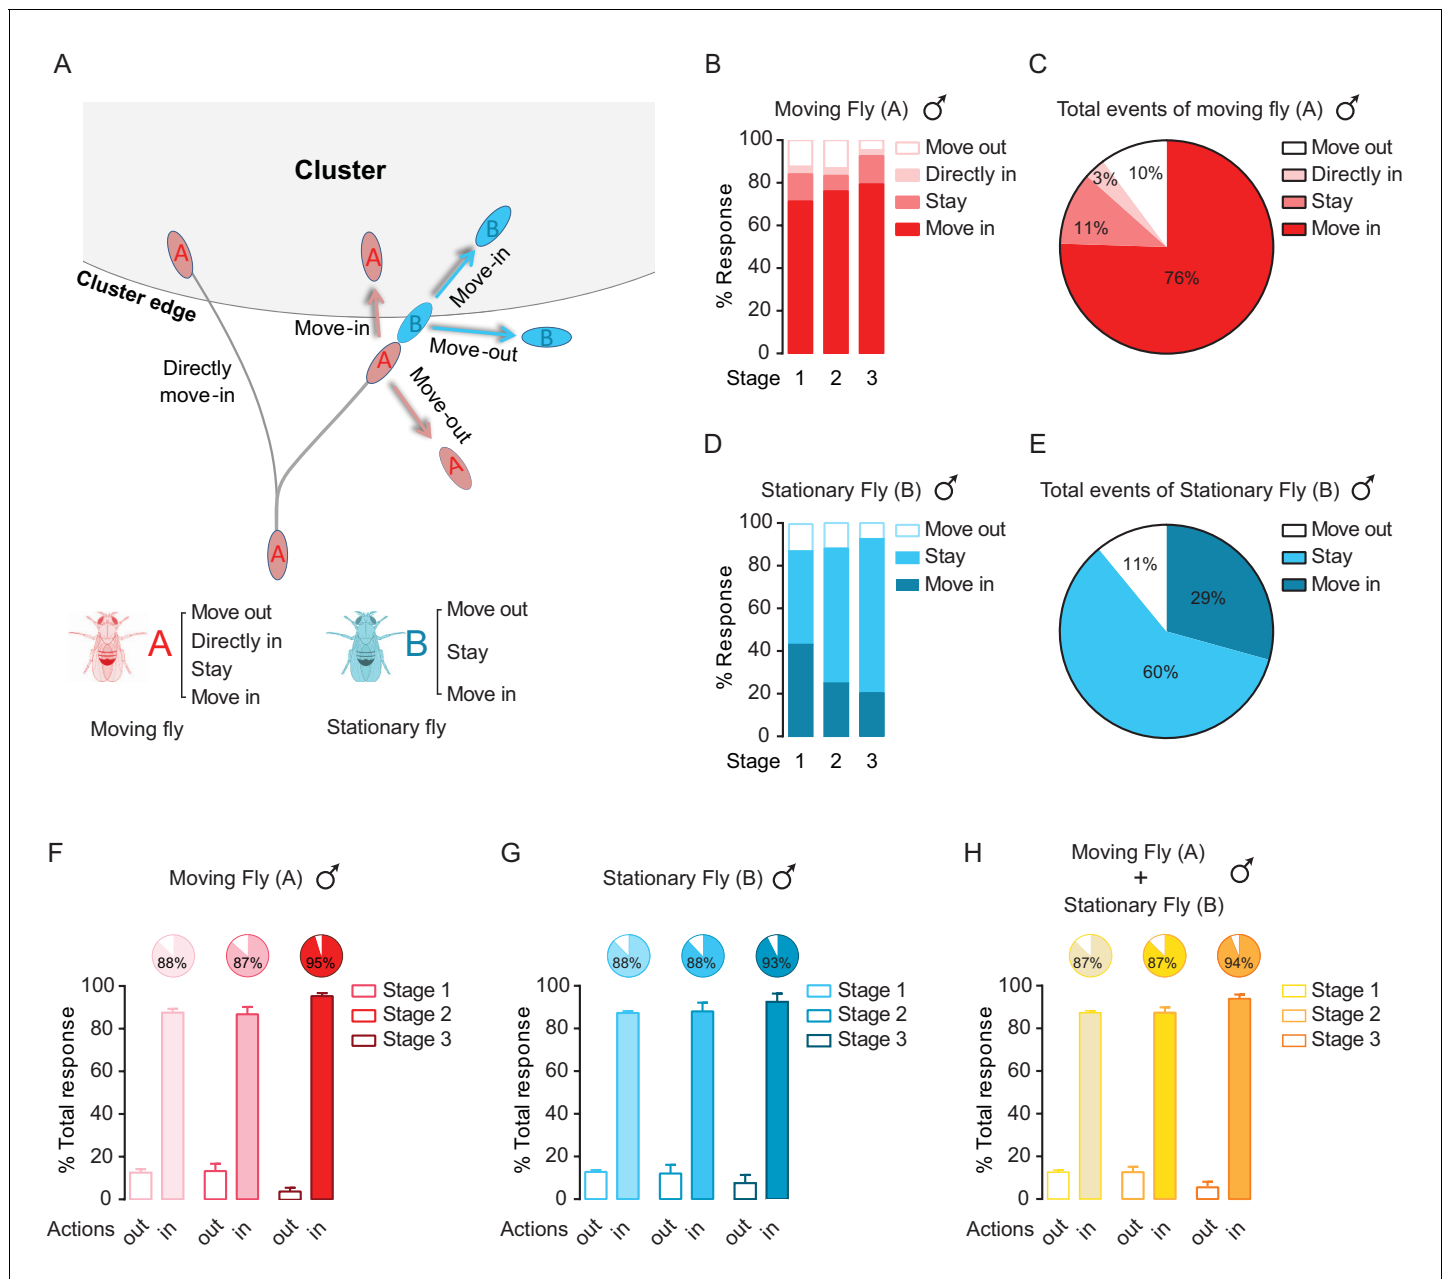 A
Cluster
Cluster edge
A
A
B
Move-in
Move-in
B
Move-out
B
A
Move-out
A
Directly
move-in
A
A
Move out
Directly in
Stay
Move in
Moving fly
B
Move out
Stay
Move in
Stationary fly
B
Moving Fly (A) ♂
% Response
100
80
60
40
20
0
Stage 1 2 3
Move out
Directly in
Stay
Move in
C
Total events of moving fly (A) ♂
10%
3%
11%
76%
Move out
Directly in
Stay
Move in
D
Stationary Fly (B) ♂
% Response
100
80
60
40
20
0
Stage 1 2 3
Move out
Stay
Move in
E
Total events of Stationary Fly (B) ♂
11%
29%
60%
Move out
Stay
Move in
F
Moving Fly (A) ♂
88% 87% 95%
% Total response
100
80
60
40
20
0
Actions out in out in out in
Stage 1
Stage 2
Stage 3
G
Stationary Fly (B) ♂
88% 88% 93%
% Total response
100
80
60
40
20
0
Actions out in out in out in
Stage 1
Stage 2
Stage 3
H
Moving Fly (A)
+
Stationary Fly (B)
♂
87% 87% 94%
% Total response
100
80
60
40
20
0
Actions out in out in out in
Stage 1
Stage 2
Stage 3